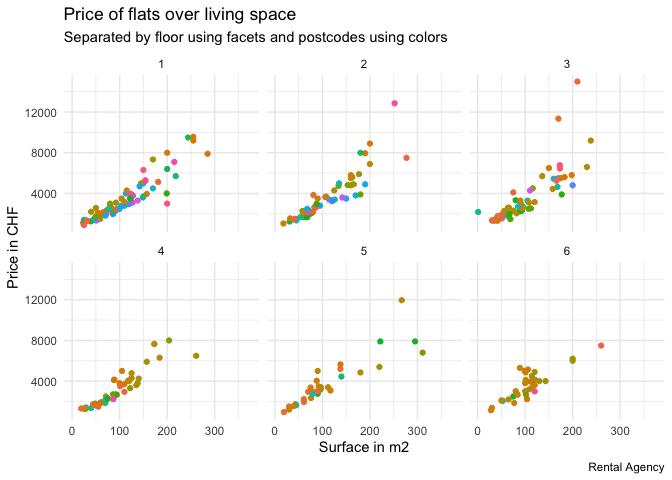 Price of flats over living space
Separated by floor using facets and postcodes using colors
1 2 3
12000
8000
4000
Price in CHF
4 5 6
12000
8000
4000
0 100 200 300 0 100 200 300 0 100 200 300
Surface in m2
Rental Agency